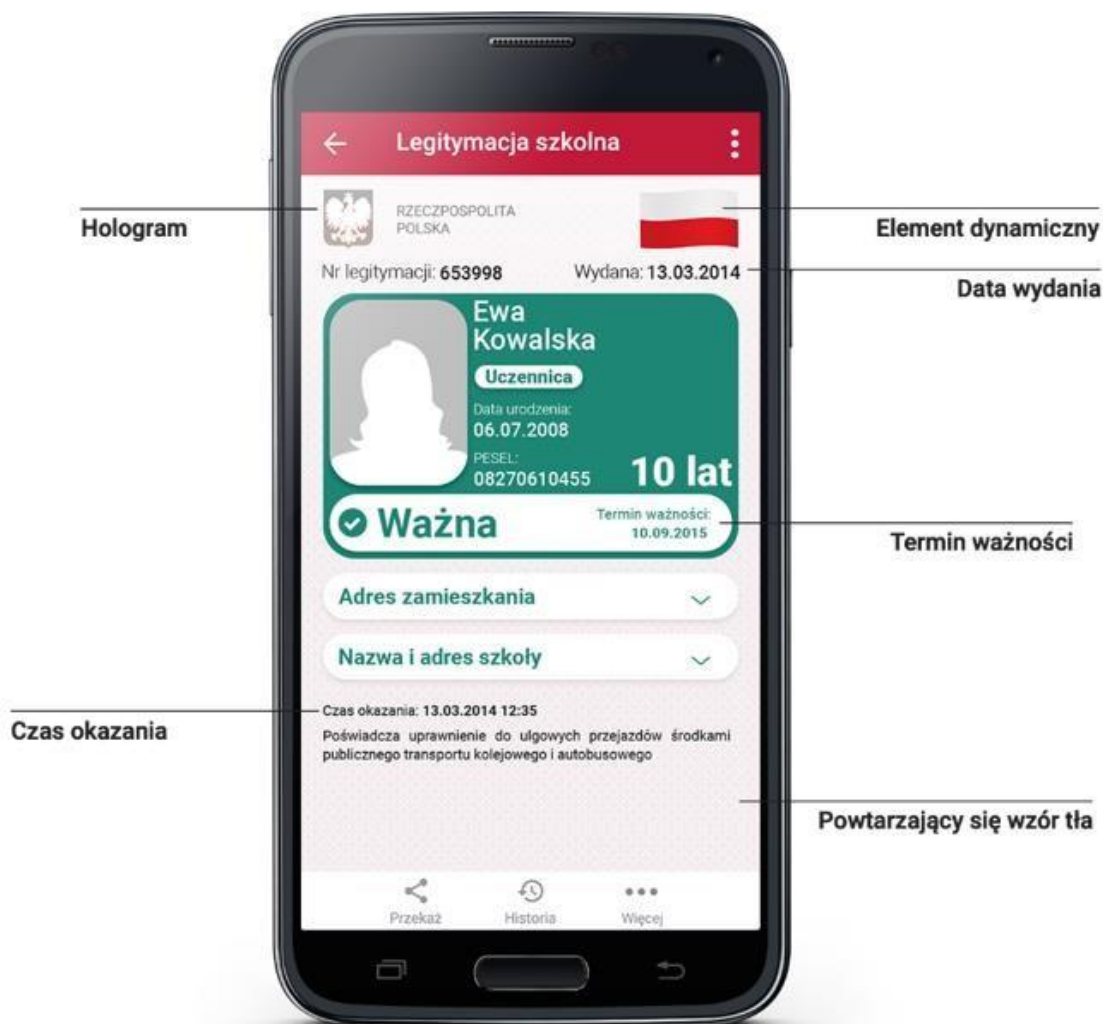 Legitymacja szkolna
Hologram
RZECZPOSPOLITA
POLSKA
Element dynamiczny
Nr legitymacji: 653998 Wydana: 13.03.2014
Data wydania
Ewa
Kowalska
Uczennica
Data urodzenia:
06.07.2008
PESEL:
08270610455
10 lat
Ważna
Termin ważności:
10.09.2015
Termin ważności
Adres zamieszkania
Nazwa i adres szkoły
Czas okazania: 13.03.2014 12:35
Czas okazania
Poświadcza uprawnienie do ulgowych przejazdów środkami
publicznego transportu kolejowego i autobusowego
Powtarzający się wzór tła
Przekaż Historia Więcej